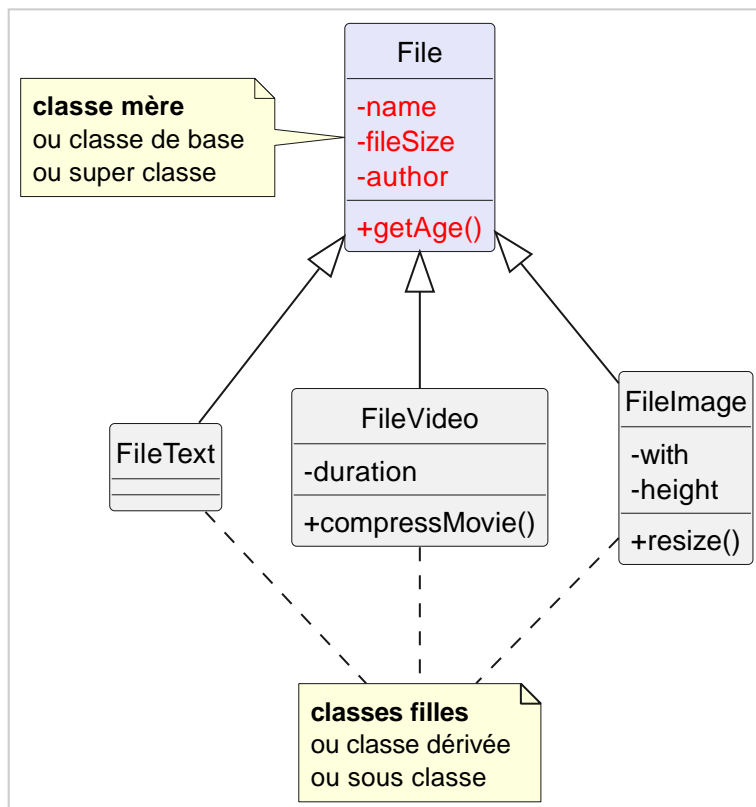 File
-name
-fileSize
-author
+getAge()
classe mère
ou classe de base
ou super classe
FileText
FileVideo
-duration
+compressMovie()
FileImage
-with
-height
+resize()
classes filles
ou classe dérivée
ou sous classe